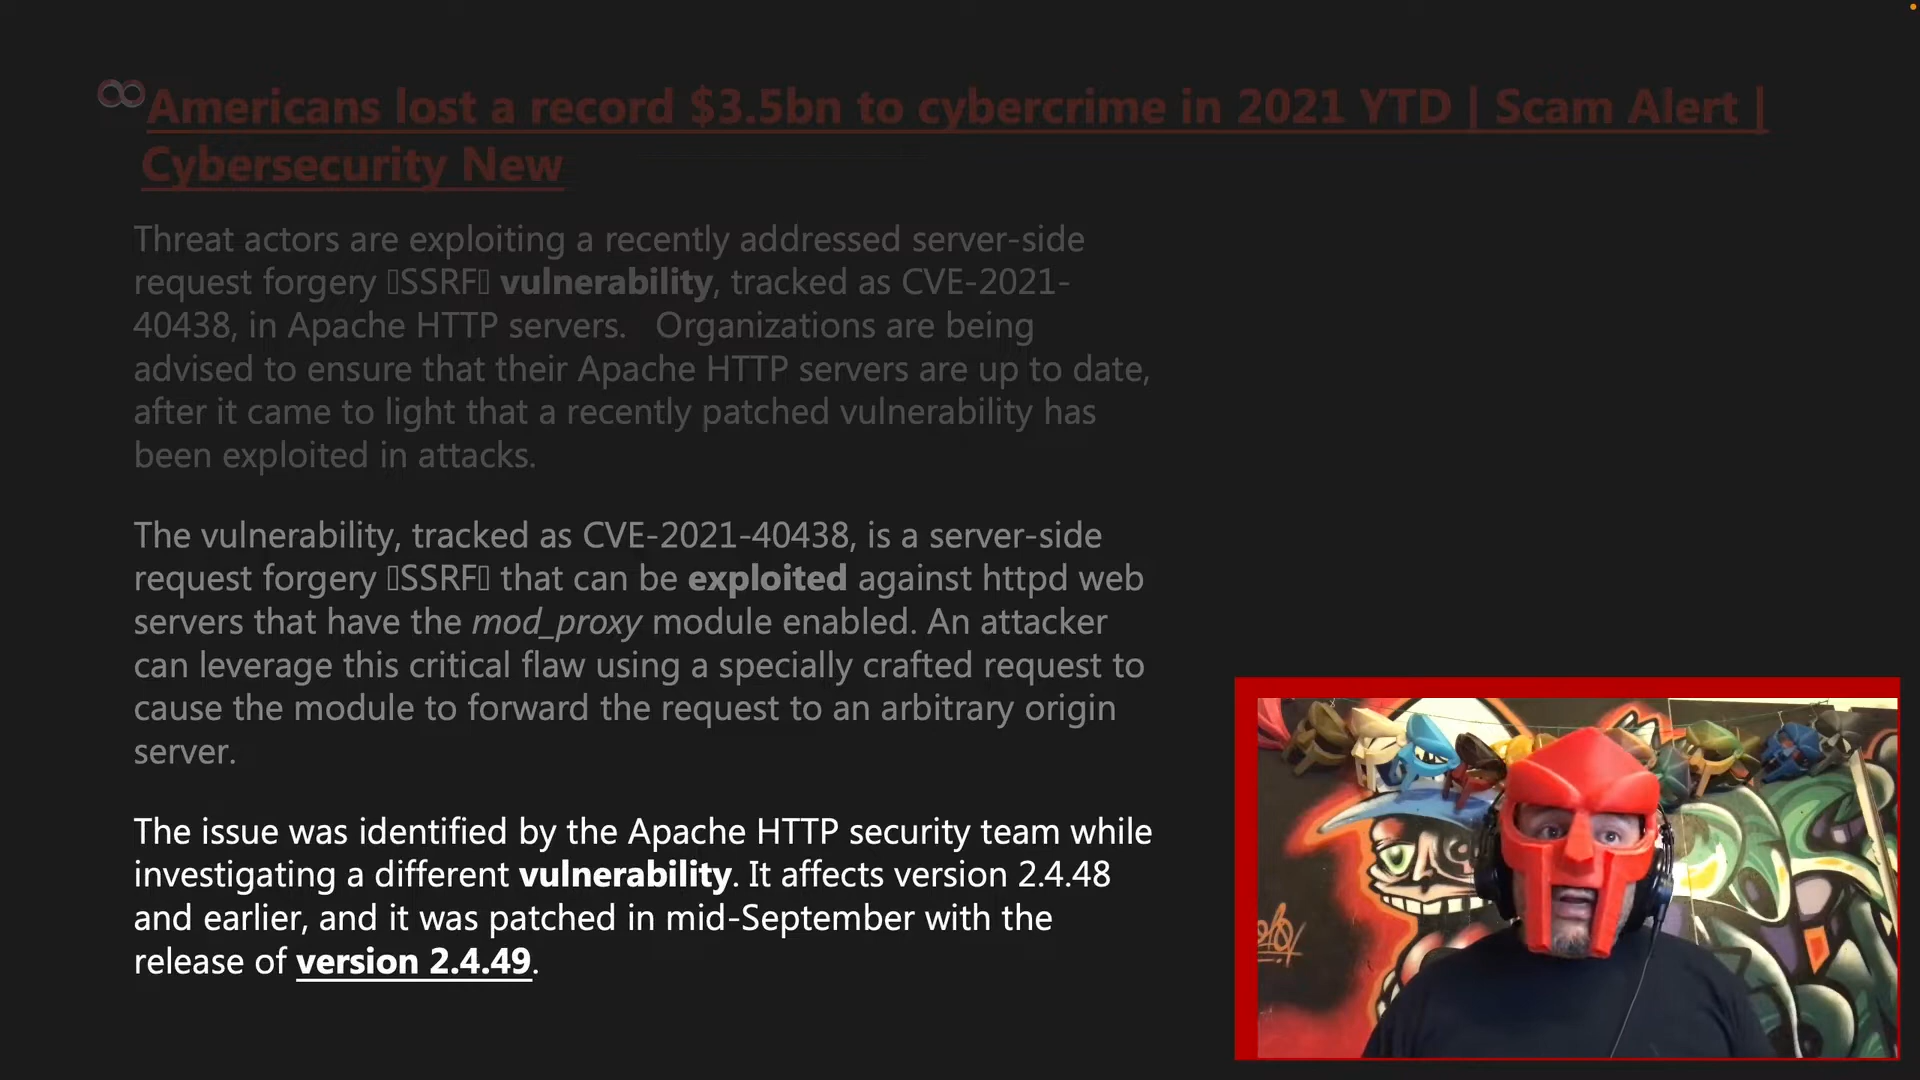 Americans lost a record $3.5bn to cybercrime in 2021 YTD | Scam Alert |
Cybersecurity New
Threat actors are exploiting a recently addressed server-side
request forgery ▯SSRF▯ vulnerability, tracked as CVE-2021-
40438, in Apache HTTP servers.   Organizations are being
advised to ensure that their Apache HTTP servers are up to date,
after it came to light that a recently patched vulnerability has
been exploited in attacks.
The vulnerability, tracked as CVE-2021-40438, is a server-side
request forgery ▯SSRF▯ that can be exploited against httpd web
servers that have the mod_proxy module enabled. An attacker
can leverage this critical flaw using a specially crafted request to
cause the module to forward the request to an arbitrary origin
server.
The issue was identified by the Apache HTTP security team while
investigating a different vulnerability. It affects version 2.4.48
and earlier, and it was patched in mid-September with the
release of version 2.4.49.